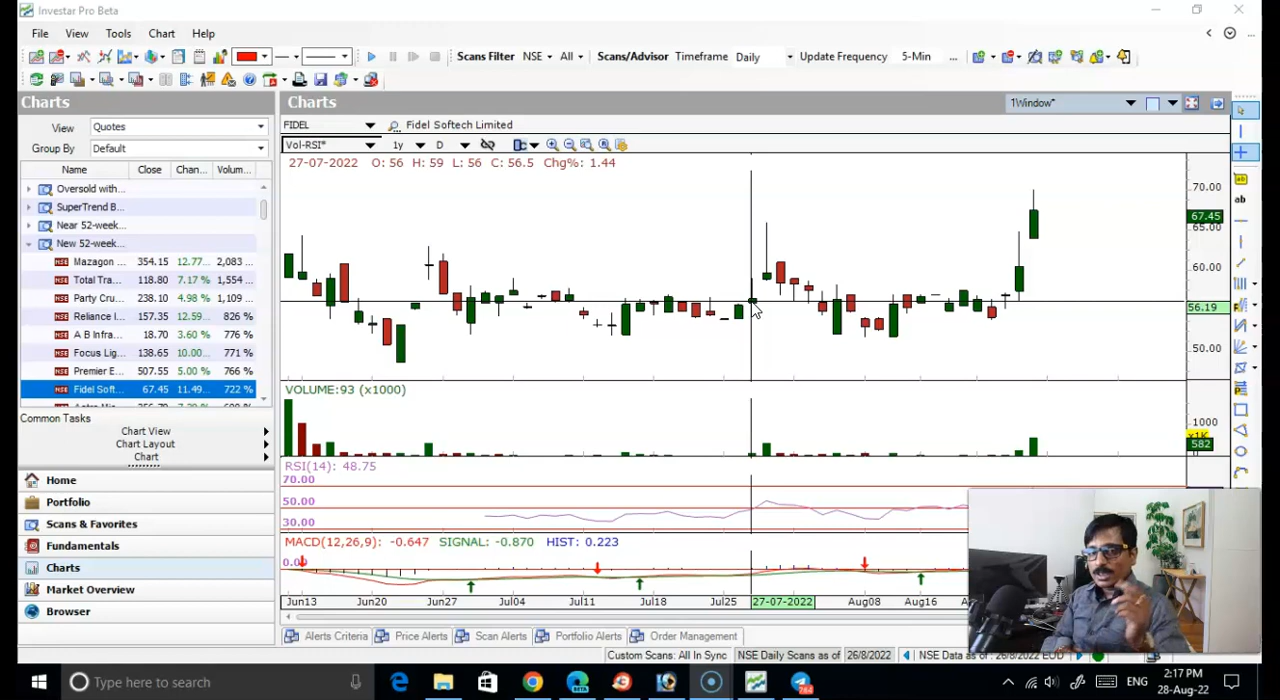 Investar Pro Beta
File View Tools Chart Help
Scans Filter NSE All Scans/Advisor Timeframe Daily Update Frequency 5-Min ...
Charts
Charts
1Window*
View Quotes
FIDEL Fidel Softech Limited
Group By Default
Vol-RSI* 1y D
Name Close Chan... Volum...
27-07-2022 O: 56 H: 59 L: 56 C: 56.5 Chg%: 1.44
Oversold with...
SuperTrend B...
Near 52-week...
New 52-week...
NSE Mazagon ... 354.15 12.77... 2,083 ...
NSE Total Tra... 118.80 7.17 % 1,554 ...
NSE Party Cru... 238.10 4.98 % 1,109 ...
NSE Reliance I... 157.35 12.59... 826 %
NSE A B Infra... 18.70 3.60 % 776 %
NSE Focus Lig... 138.65 10.00... 771 %
NSE Premier E... 507.55 5.00 % 766 %
NSE Fidel Soft... 67.45 11.49... 722 %
70.00
67.45
65.00
60.00
56.19
50.00
Common Tasks
Chart View
Chart Layout
Chart
Home
Portfolio
Scans & Favorites
Fundamentals
Charts
Market Overview
Browser
VOLUME:93 (x1000)
1000
x1K
582
RSI(14): 48.75
70.00
50.00
30.00
MACD(12,26,9): -0.647 SIGNAL: -0.870 HIST: 0.223
0.0
Jun13 Jun20 Jun27 Jul04 Jul11 Jul18 Jul25 27-07-2022 Aug08 Aug16 A
Alerts Criteria Price Alerts Scan Alerts Portfolio Alerts Order Management
Custom Scans: All In Sync NSE Daily Scans as of 26/8/2022 NSE Data as of : 26/8/2022 EOD
Type here to search
ENG
2:17 PM
28-Aug-22